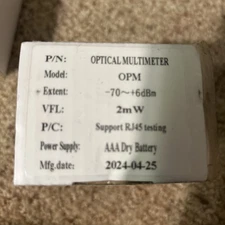 P/N: OPTICAL MULTIMETER
Model: OPM
Extent: -70~+6dBm
VFL: 2mW
P/C: Support RJ45 testing
Power Supply: AAA Dry Battery
Mfg.date: 2024-04-25